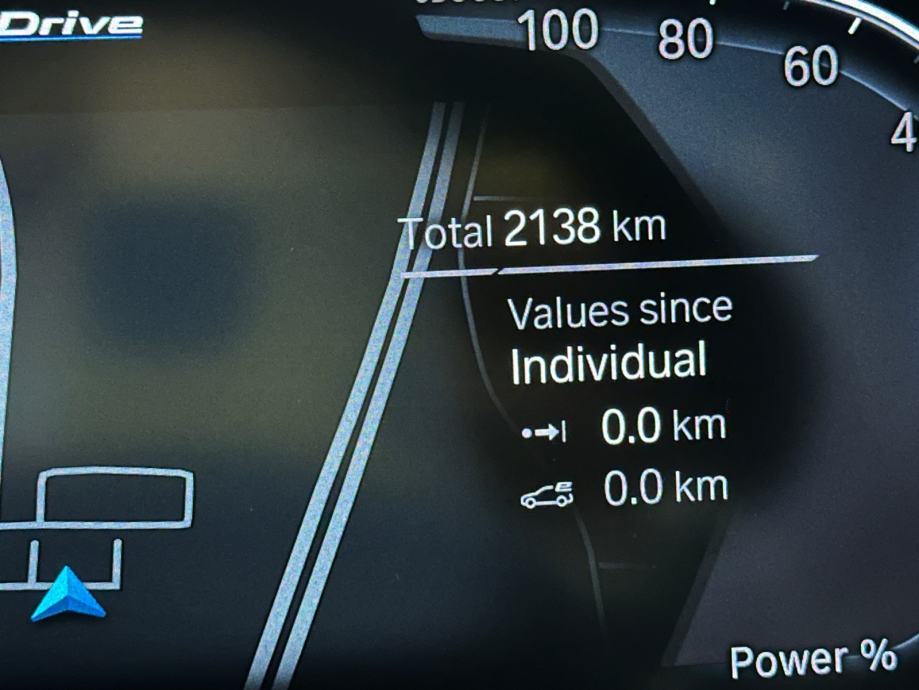 Drive
100 80 60
Total 2138 km
Values since
Individual
0.0 km
0.0 km
Power %